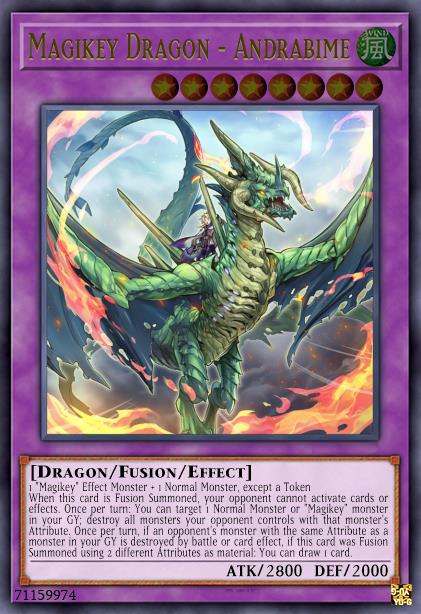 Magikey Dragon - Andrabime
WIND
風
[Dragon/Fusion/Effect]
1 "Magikey" Effect Monster + 1 Normal Monster, except a Token
When this card is Fusion Summoned, your opponent cannot activate cards or
effects. Once per turn: You can target 1 Normal Monster or "Magikey" monster
in your GY; destroy all monsters your opponent controls with that monster's
Attribute. Once per turn, if an opponent's monster with the same Attribute as a
monster in your GY is destroyed by battle or card effect, if this card was Fusion
Summoned using 2 different Attributes as material: You can draw 1 card.
ATK/2800 DEF/2000
71159974